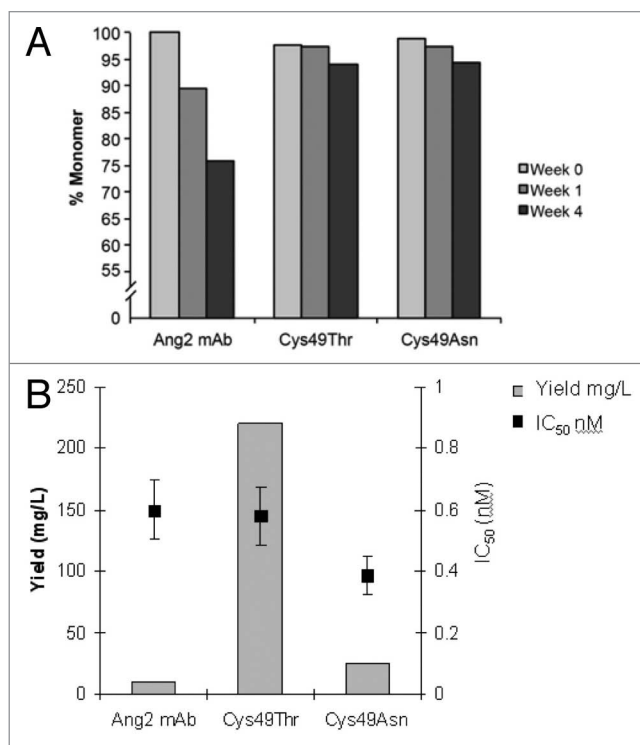 A
% Monomer
100
95
90
85
80
75
70
65
60
55
0
Ang2 mAb
Cys49Thr
Cys49Asn
Week 0
Week 1
Week 4
B
Yield (mg/L)
250
200
150
100
50
0
Ang2 mAb
Cys49Thr
Cys49Asn
1
0.8
0.6
0.4
0.2
0
IC₅₀ (nM)
Yield mg/L
IC₅₀ nM